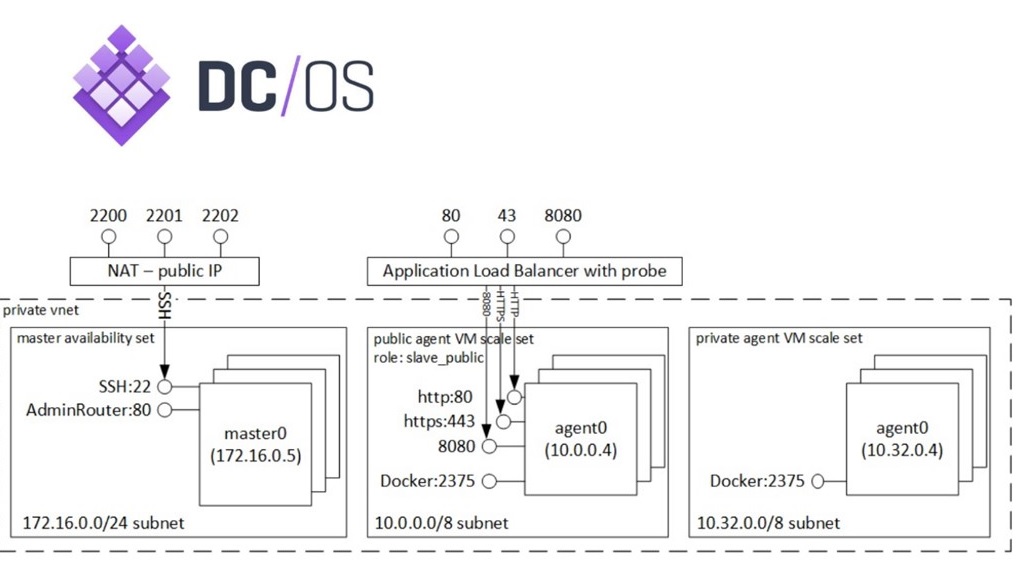 DC/OS
2200 2201 2202
80 43 8080
NAT – public IP
Application Load Balancer with probe
SSH
8080
HTTPS
HTTP
private vnet
master availability set
SSH:22
AdminRouter:80
master0
(172.16.0.5)
172.16.0.0/24 subnet
public agent VM scale set
role: slave_public
http:80
https:443
8080
Docker:2375
agent0
(10.0.0.4)
10.0.0.0/8 subnet
private agent VM scale set
Docker:2375
agent0
(10.32.0.4)
10.32.0.0/8 subnet